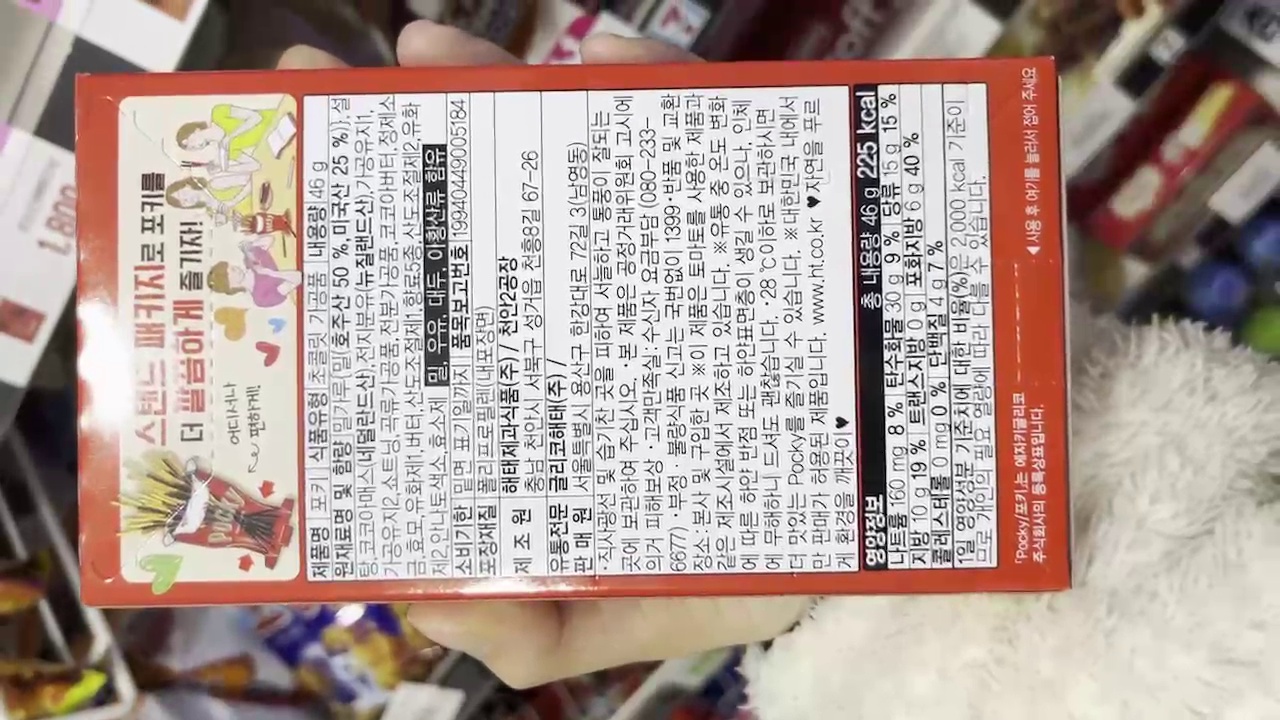 1,800
스탠드 패키지로 포키를
더 깔끔하게 즐기자!
POCKY
어디서나
편하게!
제품명 포키 식품유형 초콜릿 가공품 내용량 46 g
원재료명 및 함량 밀가루{밀(호주산 50 %,미국산 25 %)},설
탕,코코아매스(네덜란드산),전지분유(뉴질랜드산),가공유지1,
가공유지2,쇼트닝,곡류가공품,전분가공품,코코아버터,정제소
금,효모,유화제1,버터,산도조절제1,향료5종,산도조절제2,유화
제2,안나토색소,효소제 밀, 우유, 대두, 아황산류 함유
소비기한 밑면 표기일까지 품목보고번호 19940449005184
포장재질 폴리프로필렌(내포장면)
제 조 원 해태제과식품(주) / 천안2공장
충남 천안시 서북구 성거읍 천흥8길 67-26
유통전문 글리코해태(주) /
판 매 원 서울특별시 용산구 한강대로 72길 3(남영동)
·직사광선 및 습기찬 곳을 피하여 서늘하고 통풍이 잘되는
곳에 보관하여 주십시오. ·본 제품은 공정거래위원회 고시에
의거 피해보상 ·고객만족실:수신자 요금부담 (080-233-
6677) ·부정 · 불량식품 신고는 국번없이 1399·반품 및 교환
장소:본사 및 구입한 곳 ※이 제품은 토마토를 사용한 제품과
같은 제조시설에서 제조하고 있습니다. ※유통 중 온도 변화
에 따른 하얀 반점 또는 하얀표면층이 생길 수 있으나, 인체
에 무해하니 드셔도 괜찮습니다. ·28 ℃이하로 보관하시면
더 맛있는 Pocky를 즐기실 수 있습니다. ※대한민국 내에서
만 판매가 허용된 제품입니다. www.ht.co.kr ♥자연을 푸르
게 환경을 깨끗이♥
영양정보 총 내용량 46 g 225 kcal
나트륨 160 mg 8 % 탄수화물 30 g 9 % 당류 15 g 15 %
지방 10 g 19 % 트랜스지방 0 g 포화지방 6 g 40 %
콜레스테롤 0 mg 0 % 단백질 4 g 7 %
1일 영양성분 기준치에 대한 비율(%)은 2,000 kcal 기준이
므로 개인의 필요 열량에 따라 다를 수 있습니다.
「Pocky/포키」는 에자키글리코
주식회사의 등록상표입니다.
◀ 사용 후 여기를 눌러서 접어 주세요